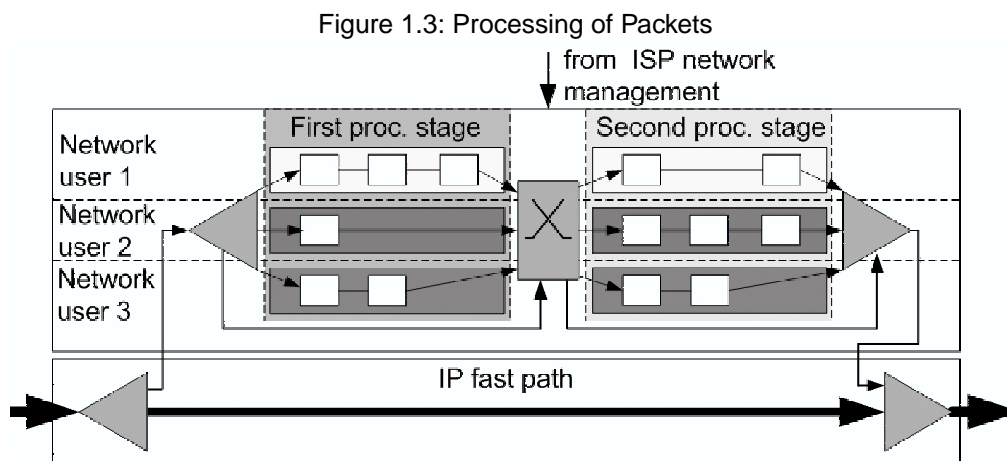 Figure 1.3: Processing of Packets
from ISP network
management
First proc. stage
Second proc. stage
Network
user 1
Network
user 2
Network
user 3
IP fast path